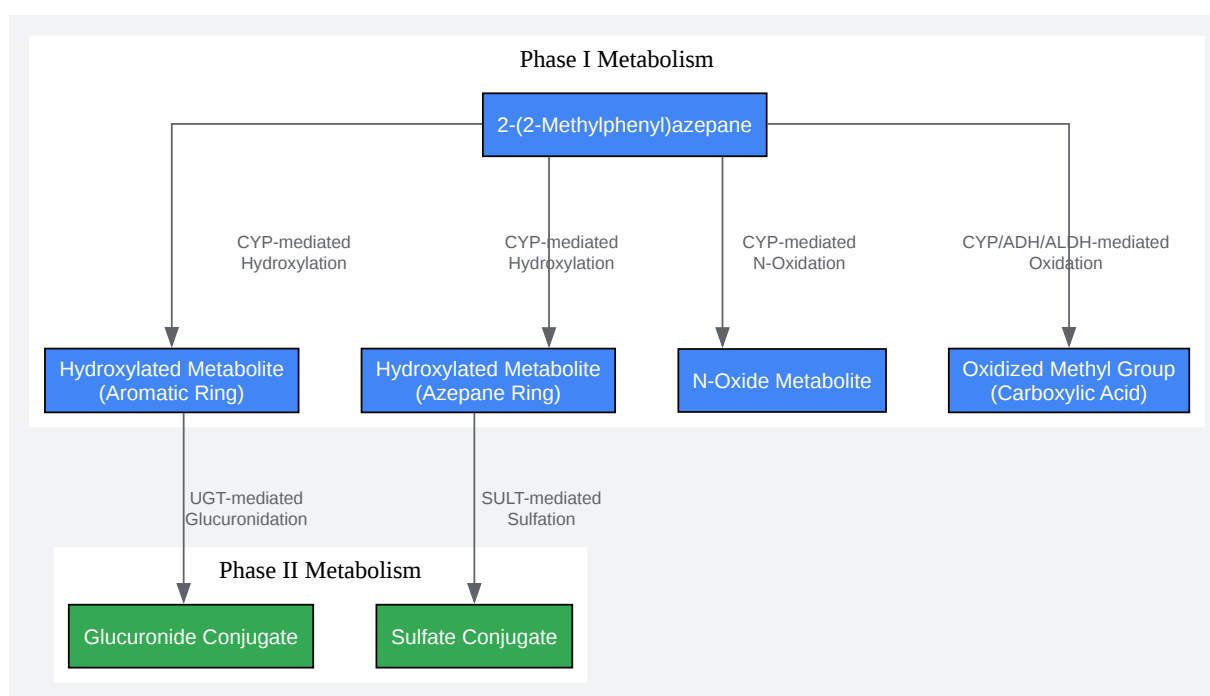 Phase I Metabolism
2-(2-Methylphenyl)azepane
CYP-mediated
Hydroxylation
CYP-mediated
Hydroxylation
CYP-mediated
N-Oxidation
CYP/ADH/ALDH-mediated
Oxidation
Hydroxylated Metabolite
(Aromatic Ring)
Hydroxylated Metabolite
(Azepane Ring)
N-Oxide Metabolite
Oxidized Methyl Group
(Carboxylic Acid)
UGT-mediated
Glucuronidation
SULT-mediated
Sulfation
Phase II Metabolism
Glucuronide Conjugate
Sulfate Conjugate